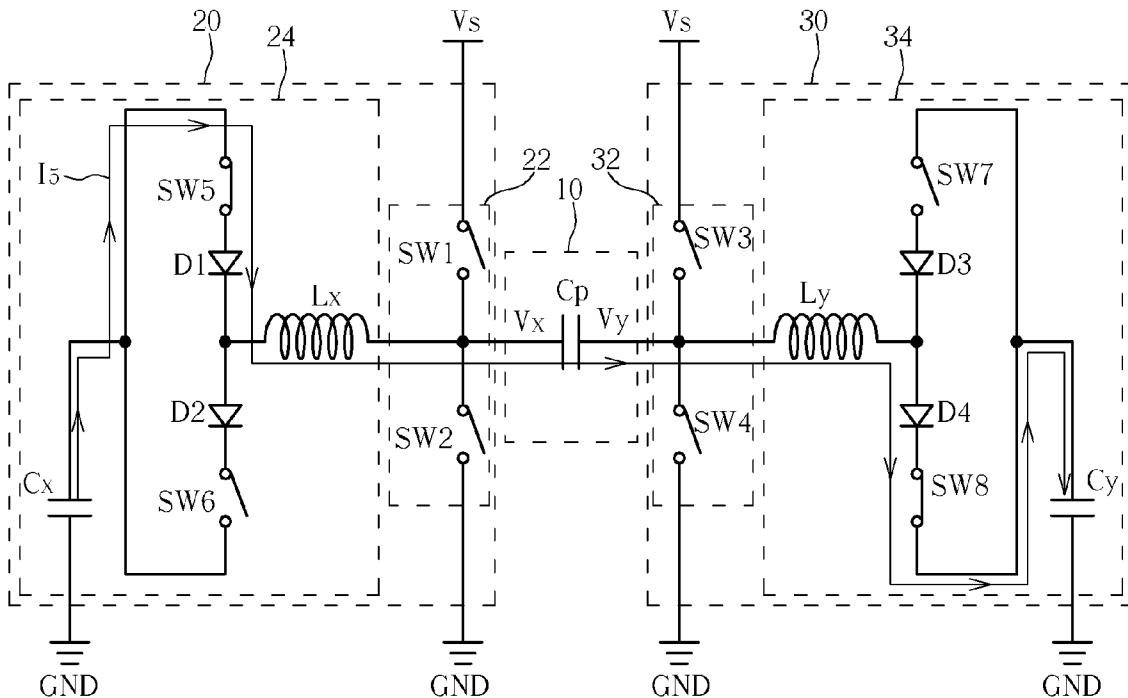 20
24
Vs
Vs
30
34
I5
SW5
22
10
32
SW7
D1
SW1
SW3
D3
Lx
Cp
Ly
Vx
Vy
D2
D4
SW2
SW4
Cx
SW6
SW8
Cy
GND
GND
GND
GND